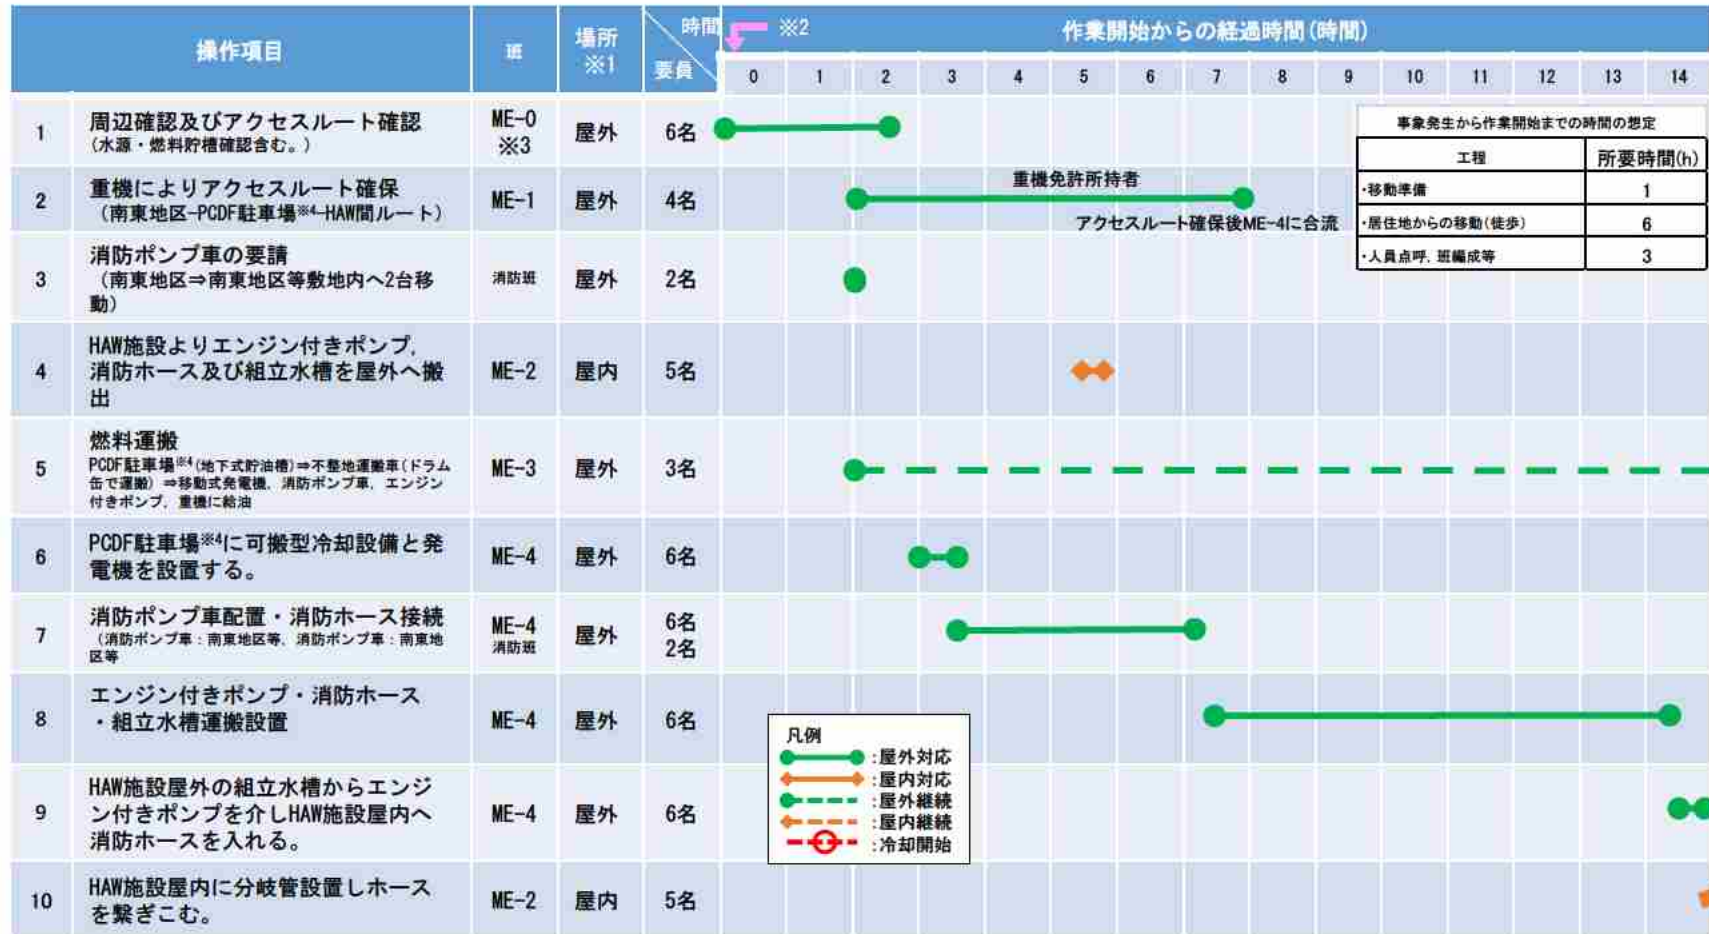 操作項目
班
場所
※1
時間
要員
※2
作業開始からの経過時間(時間)
0 1 2 3 4 5 6 7 8 9 10 11 12 13 14
1
周辺確認及びアクセスルート確認
(水源・燃料貯槽確認含む。)
ME-0
※3
屋外
6名
2
重機によりアクセスルート確保
(南東地区-PCDF駐車場※4-HAW間ルート)
ME-1
屋外
4名
重機免許所持者
アクセスルート確保後ME-4に合流
事象発生から作業開始までの時間の想定
工程 所要時間(h)
・移動準備 1
・居住地からの移動(徒歩) 6
・人員点呼, 班編成等 3
3
消防ポンプ車の要請
(南東地区⇒南東地区等敷地内へ2台移
動)
消防班
屋外
2名
4
HAW施設よりエンジン付きポンプ,
消防ホース及び組立水槽を屋外へ搬
出
ME-2
屋内
5名
5
燃料運搬
PCDF駐車場※4(地下式貯油槽)⇒不整地運搬車(ドラム
缶で運搬) ⇒移動式発電機, 消防ポンプ車, エンジン
付きポンプ, 重機に給油
ME-3
屋外
3名
6
PCDF駐車場※4に可搬型冷却設備と発
電機を設置する。
ME-4
屋外
6名
7
消防ポンプ車配置・消防ホース接続
(消防ポンプ車:南東地区等, 消防ポンプ車:南東地
区等
ME-4
消防班
屋外
6名
2名
8
エンジン付きポンプ・消防ホース
・組立水槽運搬設置
ME-4
屋外
6名
凡例
:屋外対応
:屋内対応
:屋外継続
:屋内継続
:冷却開始
9
HAW施設屋外の組立水槽からエンジ
ン付きポンプを介しHAW施設屋内へ
消防ホースを入れる。
ME-4
屋外
6名
10
HAW施設屋内に分岐管設置しホース
を繋ぎこむ。
ME-2
屋内
5名